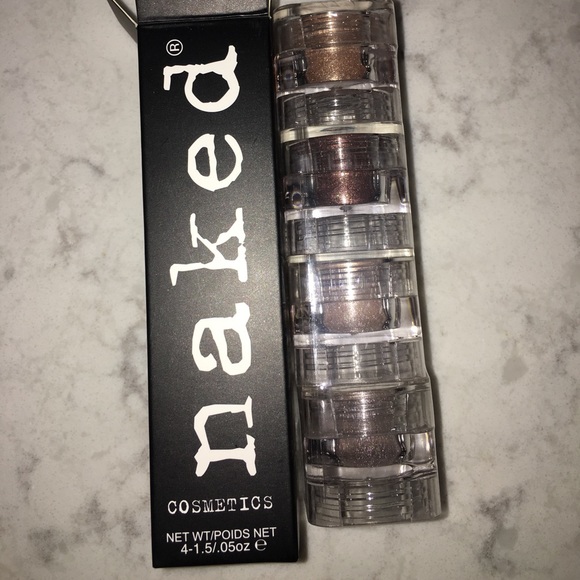 naked®
COSMETICS
NET WT/POIDS NET
4-1.5/.05oz ℮